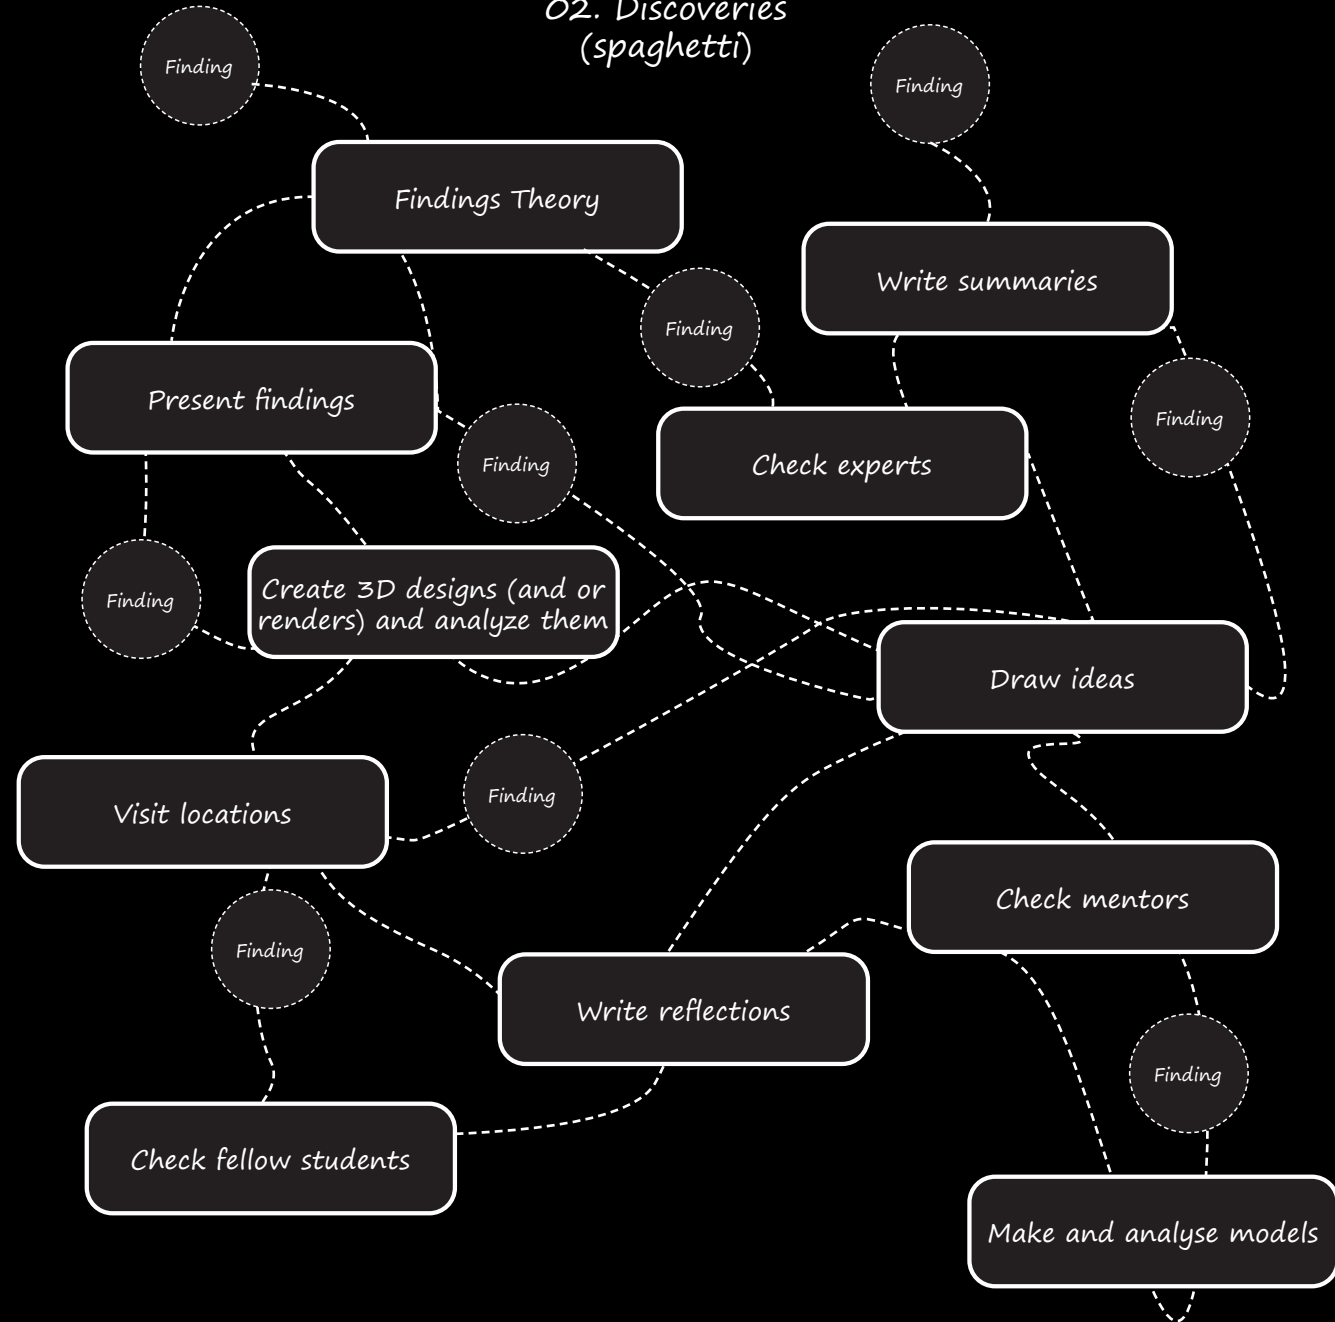 02. Discoveries
(spaghetti)
Finding
Finding
Findings Theory
Write summaries
Finding
Present findings
Finding
Finding
Check experts
Finding
Create 3D designs (and or
renders) and analyze them
Draw ideas
Visit locations
Finding
Check mentors
Finding
Write reflections
Finding
Check fellow students
Make and analyse models